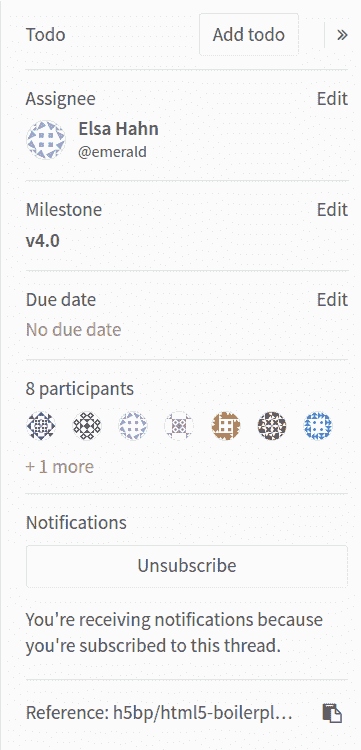 Todo Add todo »
Assignee Edit
Elsa Hahn
@emerald
Milestone Edit
v4.0
Due date Edit
No due date
8 participants
+ 1 more
Notifications
Unsubscribe
You're receiving notifications because
you're subscribed to this thread.
Reference: h5bp/html5-boilerpl…